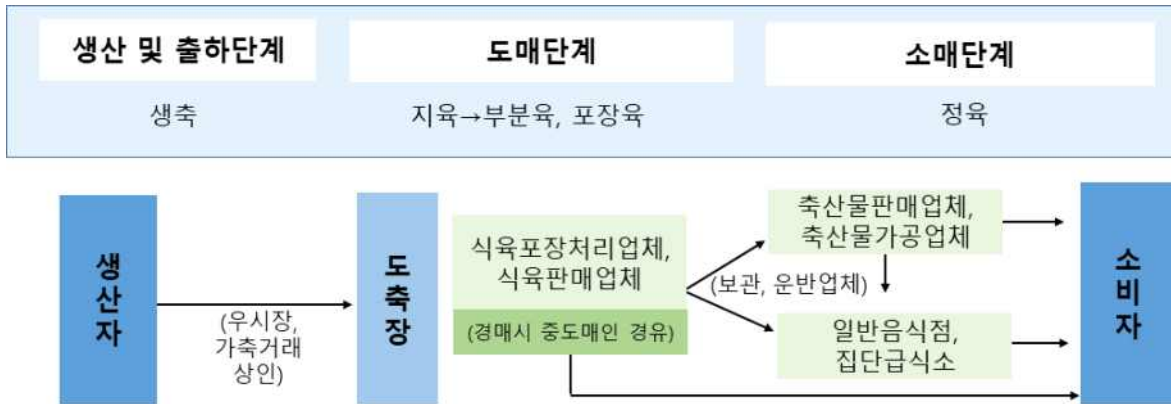 생산 및 출하단계
도매단계
소매단계
생축
지육→부분육, 포장육
정육
생산자
(우시장,
가축거래
상인)
도축장
식육포장처리업체,
식육판매업체
(경매시 중도매인 경유)
축산물판매업체,
축산물가공업체
(보관, 운반업체)
일반음식점,
집단급식소
소비자